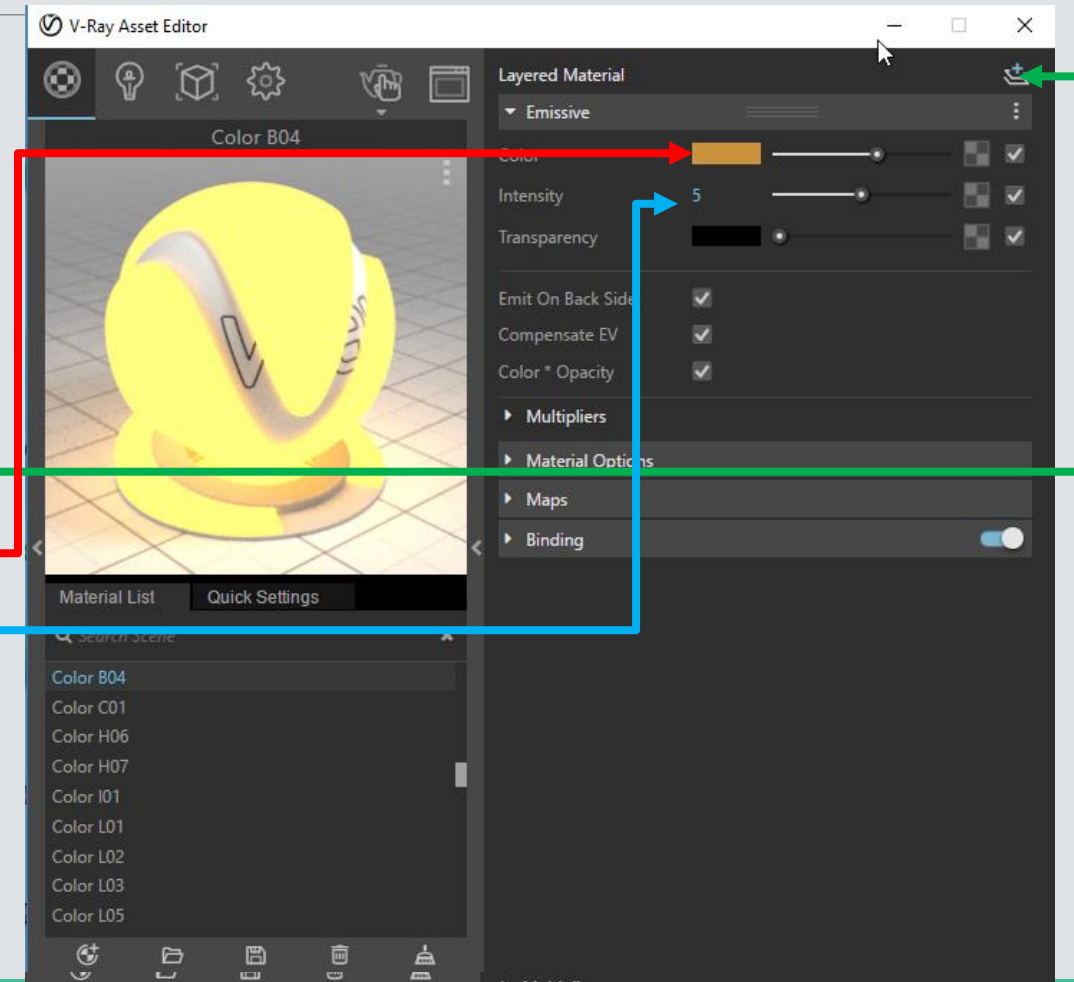 V-Ray Asset Editor
Color B04
Layered Material
Emissive
Color
Intensity 5
Transparency
Emit On Back Side
Compensate EV
Color * Opacity
Multipliers
Material Options
Maps
Binding
Material List Quick Settings
Search Scene
Color B04
Color C01
Color H06
Color H07
Color I01
Color L01
Color L02
Color L03
Color L05